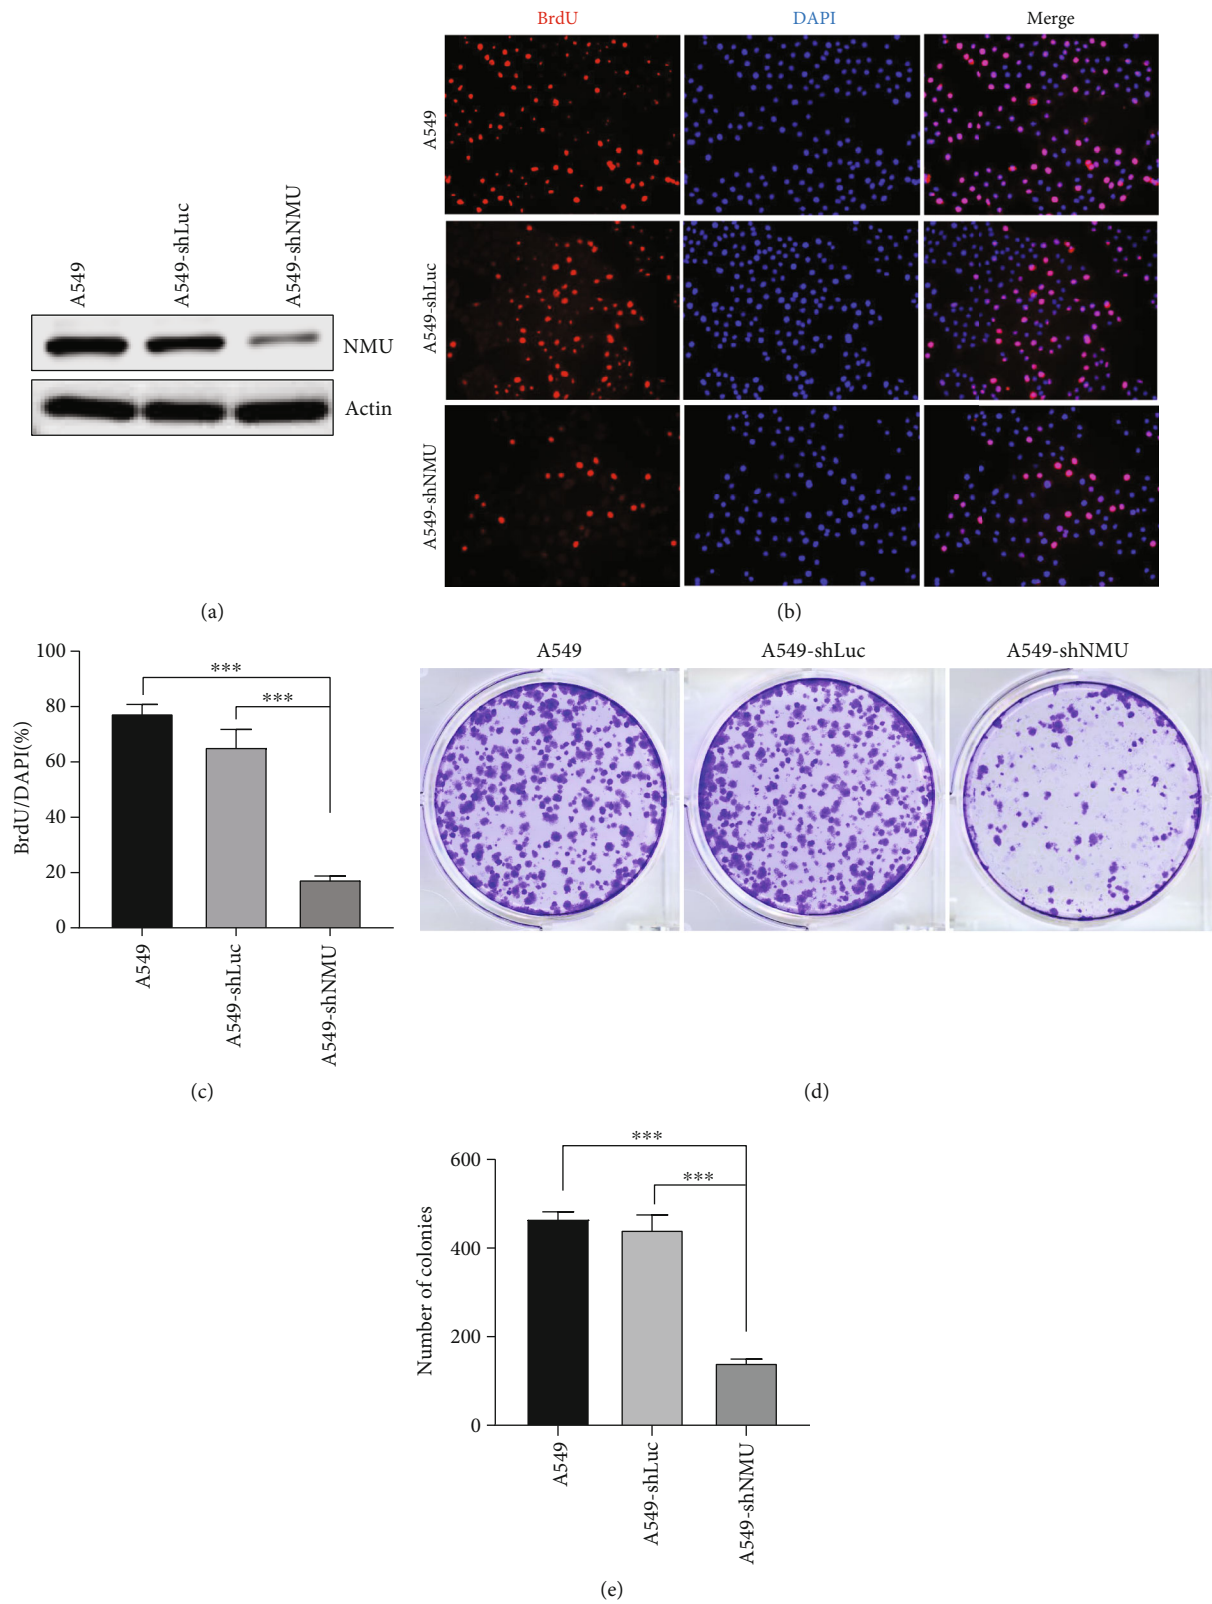 A549
A549-shLuc
A549-shNMU
NMU
Actin
(a)
BrdU
DAPI
Merge
A549
A549-shLuc
A549-shNMU
(b)
100
80
60
40
20
0
BrdU/DAPI(%)
***
***
A549
A549-shLuc
A549-shNMU
(c)
A549
A549-shLuc
A549-shNMU
(d)
600
400
200
0
Number of colonies
***
***
A549
A549-shLuc
A549-shNMU
(e)